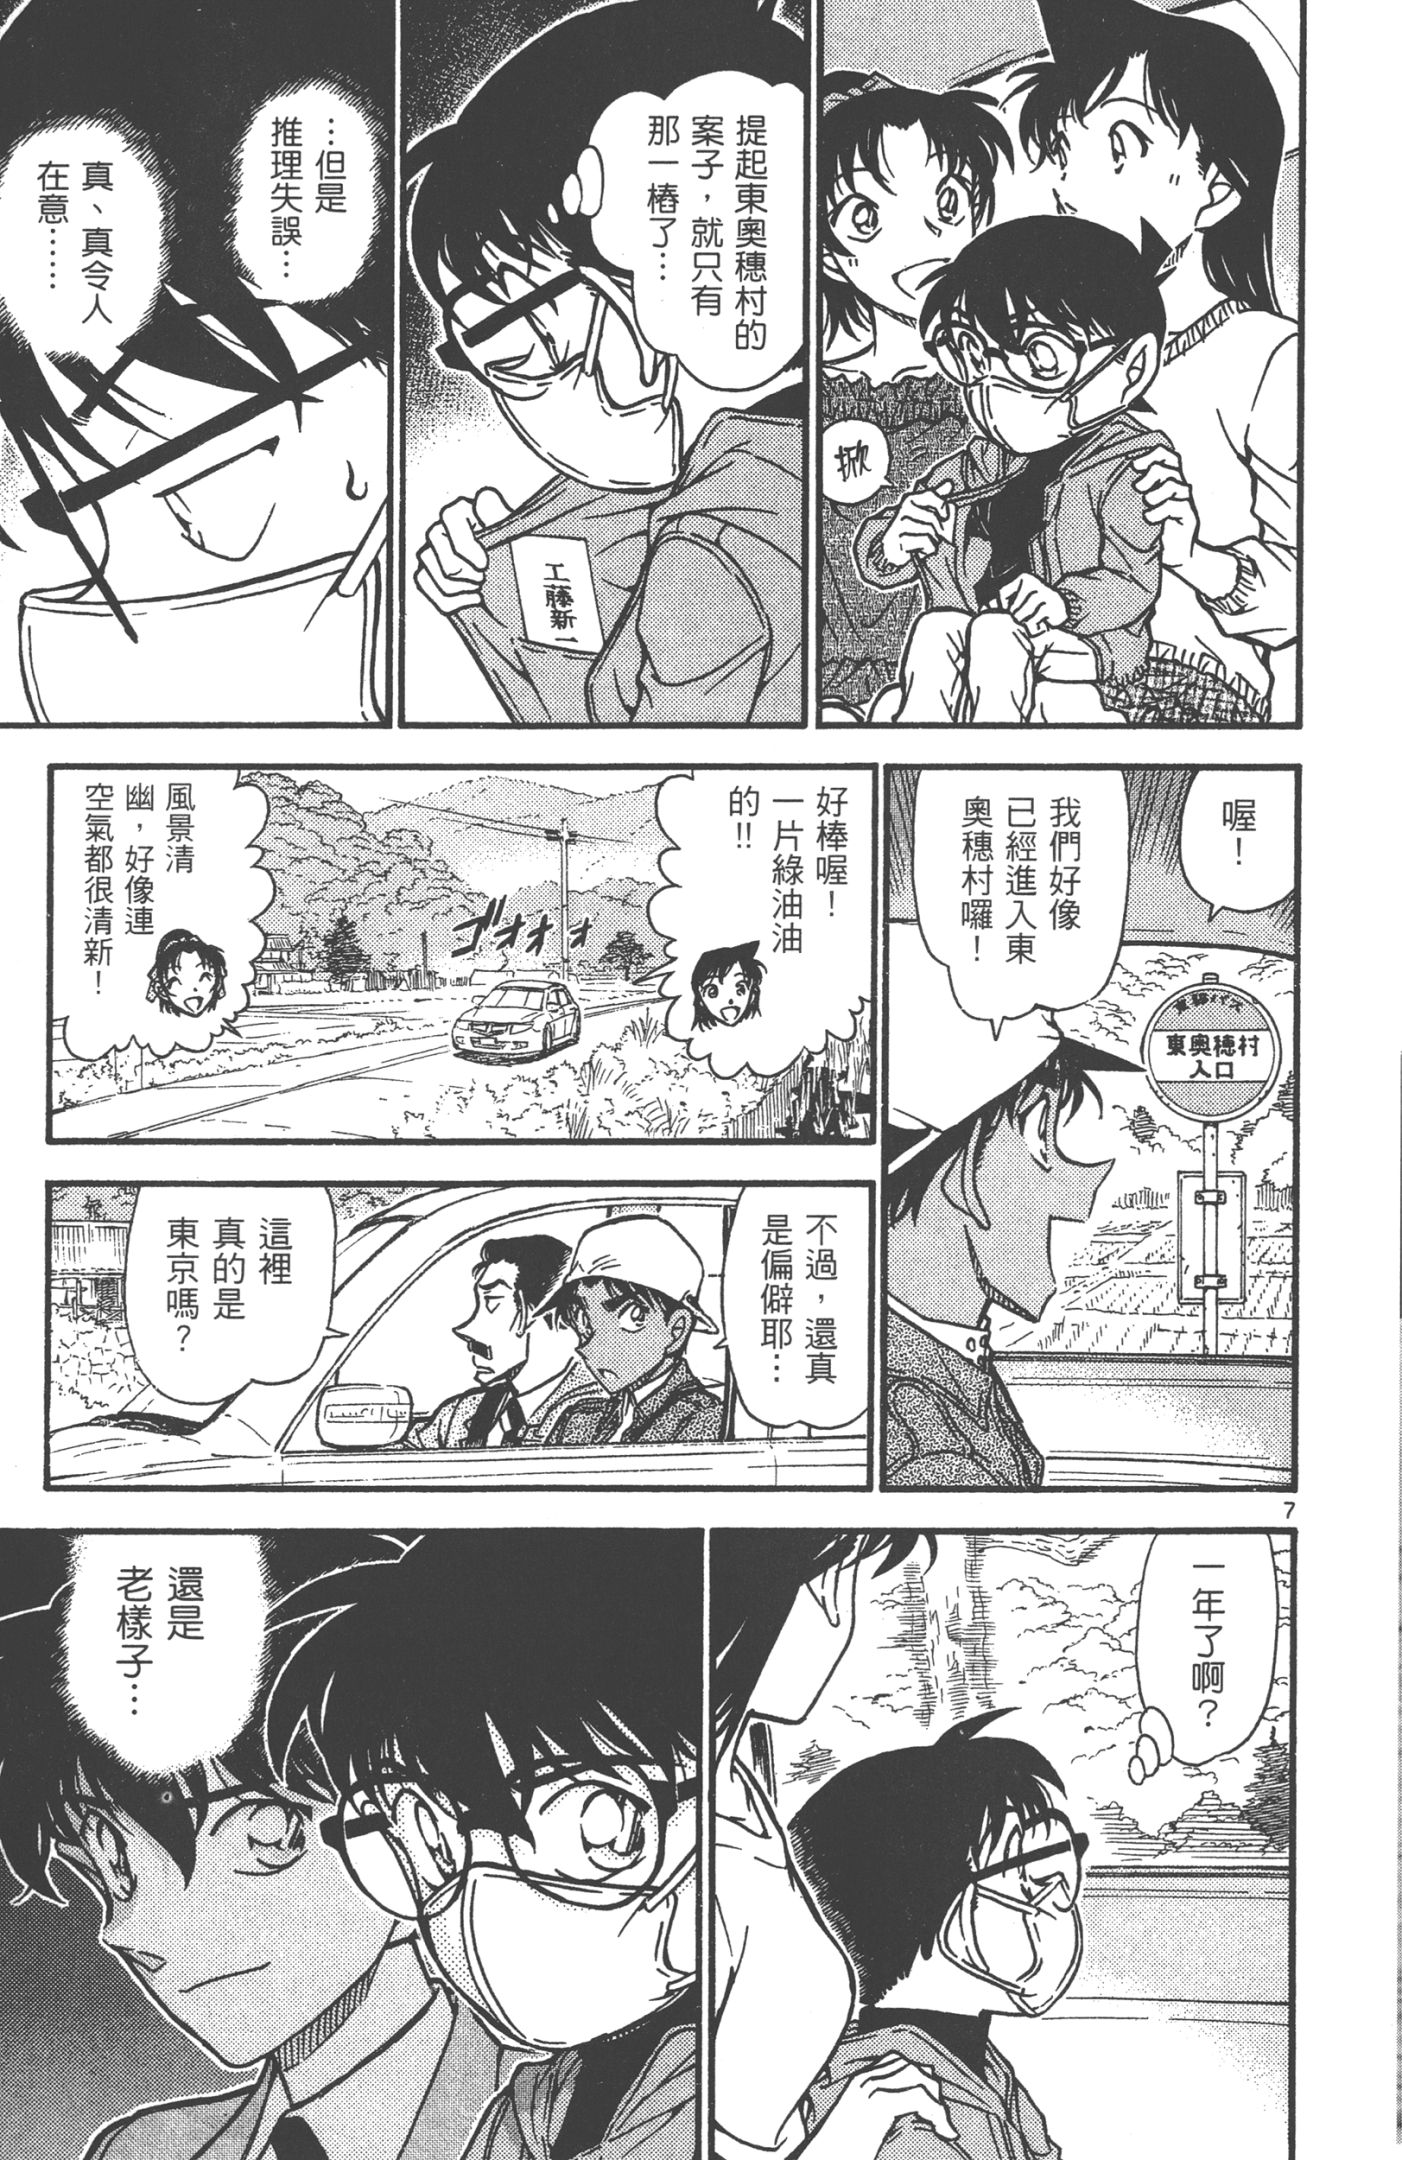 掀
提起東奧穗村的
案子，就只有
那一樁了…
工藤新一
…但是
推理失誤…
真、真令人
在意……
喔！
我們好像
已經進入東
奧穗村囉！
東奧穗村
入口
好棒喔！
一片綠油油
的!!
ゴオオォ
風景清
幽，好像連
空氣都很清新！
不過，還真
是偏僻耶…
這裡
真的是
東京嗎？
7
一年了啊？
還是
老樣子…